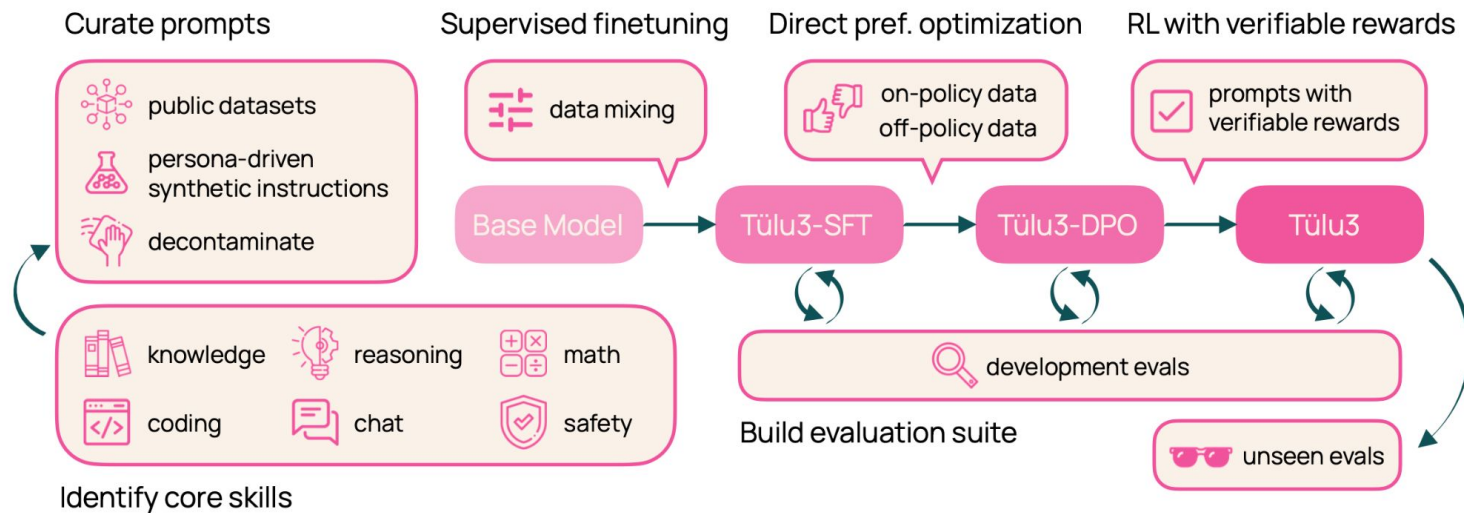 Curate prompts
public datasets
persona-driven
synthetic instructions
decontaminate
knowledge
reasoning
math
coding
chat
safety
Identify core skills
Supervised finetuning
data mixing
Direct pref. optimization
on-policy data
off-policy data
RL with verifiable rewards
prompts with
verifiable rewards
Base Model
Tülu3-SFT
Tülu3-DPO
Tülu3
development evals
Build evaluation suite
unseen evals